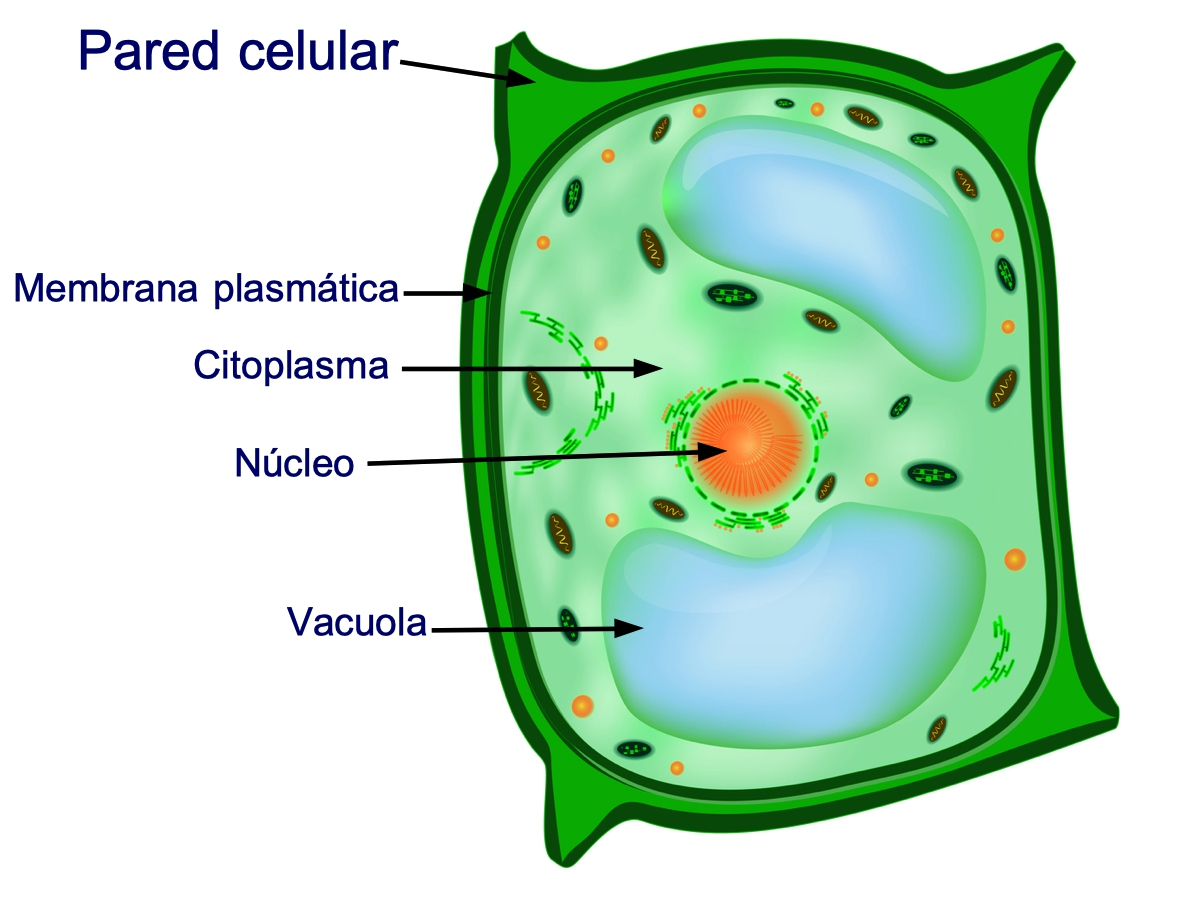 Pared celular
Membrana plasmática
Citoplasma
Núcleo
Vacuola